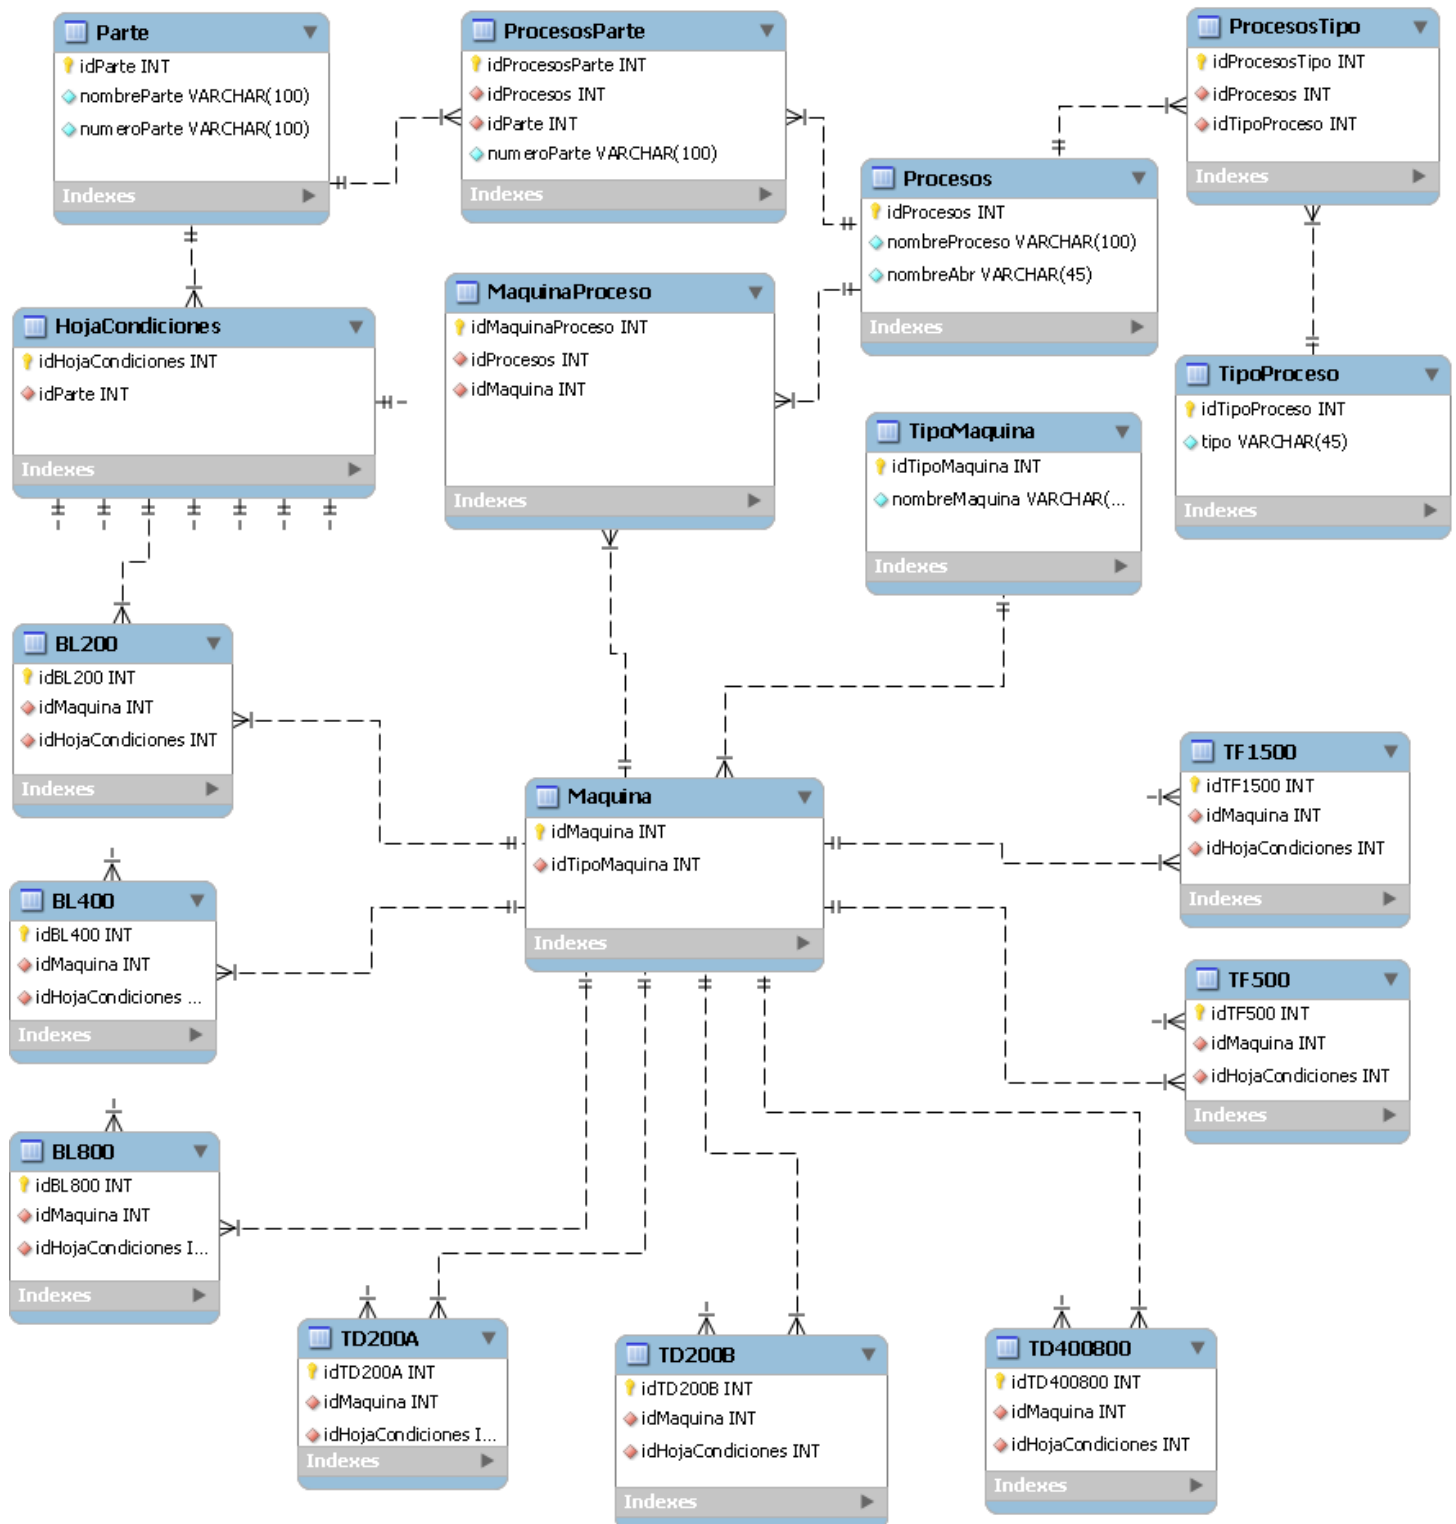 Parte
idParte INT
nombreParte VARCHAR(100)
numeroParte VARCHAR(100)
Indexes
ProcesosParte
idProcesosParte INT
idProcesos INT
idParte INT
numeroParte VARCHAR(100)
Indexes
ProcesosTipo
idProcesosTipo INT
idProcesos INT
idTipoProceso INT
Indexes
Procesos
idProcesos INT
nombreProceso VARCHAR(100)
nombreAbr VARCHAR(45)
Indexes
HojaCondiciones
idHojaCondiciones INT
idParte INT
Indexes
MaquinaProceso
idMaquinaProceso INT
idProcesos INT
idMaquina INT
Indexes
TipoMaquina
idTipoMaquina INT
nombreMaquina VARCHAR(...
Indexes
TipoProceso
idTipoProceso INT
tipo VARCHAR(45)
Indexes
BL200
idBL200 INT
idMaquina INT
idHojaCondiciones INT
Indexes
Maquina
idMaquina INT
idTipoMaquina INT
Indexes
TF1500
idTF1500 INT
idMaquina INT
idHojaCondiciones INT
Indexes
BL400
idBL400 INT
idMaquina INT
idHojaCondiciones ...
Indexes
TF500
idTF500 INT
idMaquina INT
idHojaCondiciones INT
Indexes
BL800
idBL800 INT
idMaquina INT
idHojaCondiciones I...
Indexes
TD200A
idTD200A INT
idMaquina INT
idHojaCondiciones I...
Indexes
TD200B
idTD200B INT
idMaquina INT
idHojaCondiciones INT
Indexes
TD400800
idTD400800 INT
idMaquina INT
idHojaCondiciones INT
Indexes